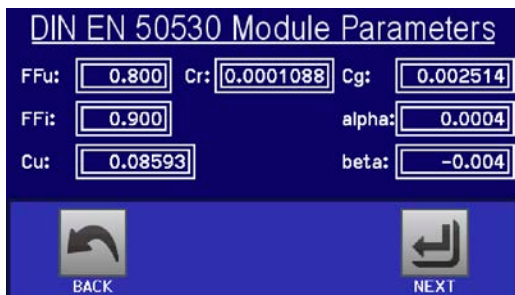 DIN EN 50530 Module Parameters
FFu: 0.800 Cr: 0.0001088 Cg: 0.002514
FFi: 0.900 alpha: 0.0004
Cu: 0.08593 beta: -0.004
BACK NEXT